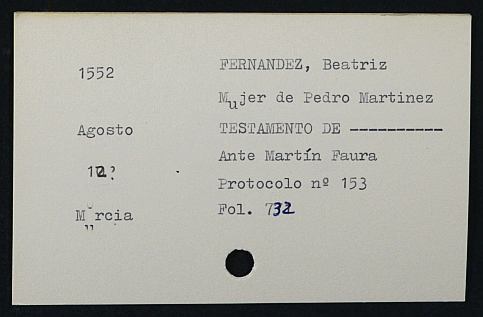 1552
FERNANDEZ, Beatriz
Mujer de Pedro Martinez
Agosto
TESTAMENTO DE ----------
Ante Martín Faura
12?
Protocolo nº 153
Murcia
Fol. 732